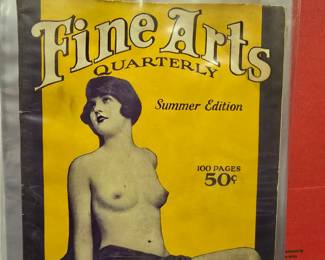 Fine Arts
QUARTERLY
Summer Edition
100 PAGES
50¢